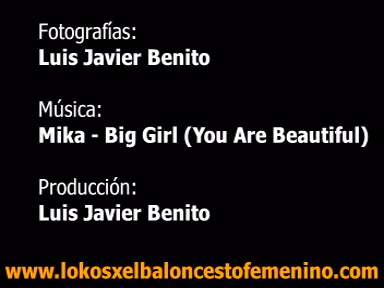 Fotografías:
Luis Javier Benito
Música:
Mika - Big Girl (You Are Beautiful)
Producción:
Luis Javier Benito
www.lokosxelbaloncestofemenino.com